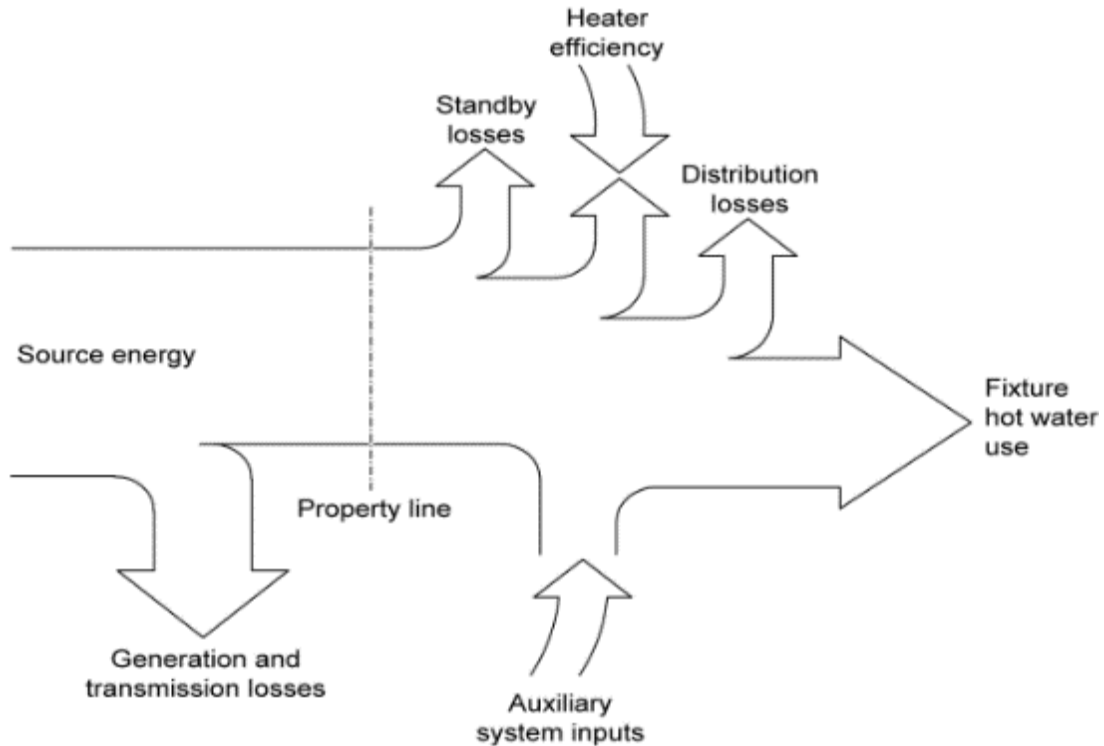 Heater
efficiency
Standby
losses
Distribution
losses
Source energy
Fixture
hot water
use
Property line
Generation and
transmission losses
Auxiliary
system inputs